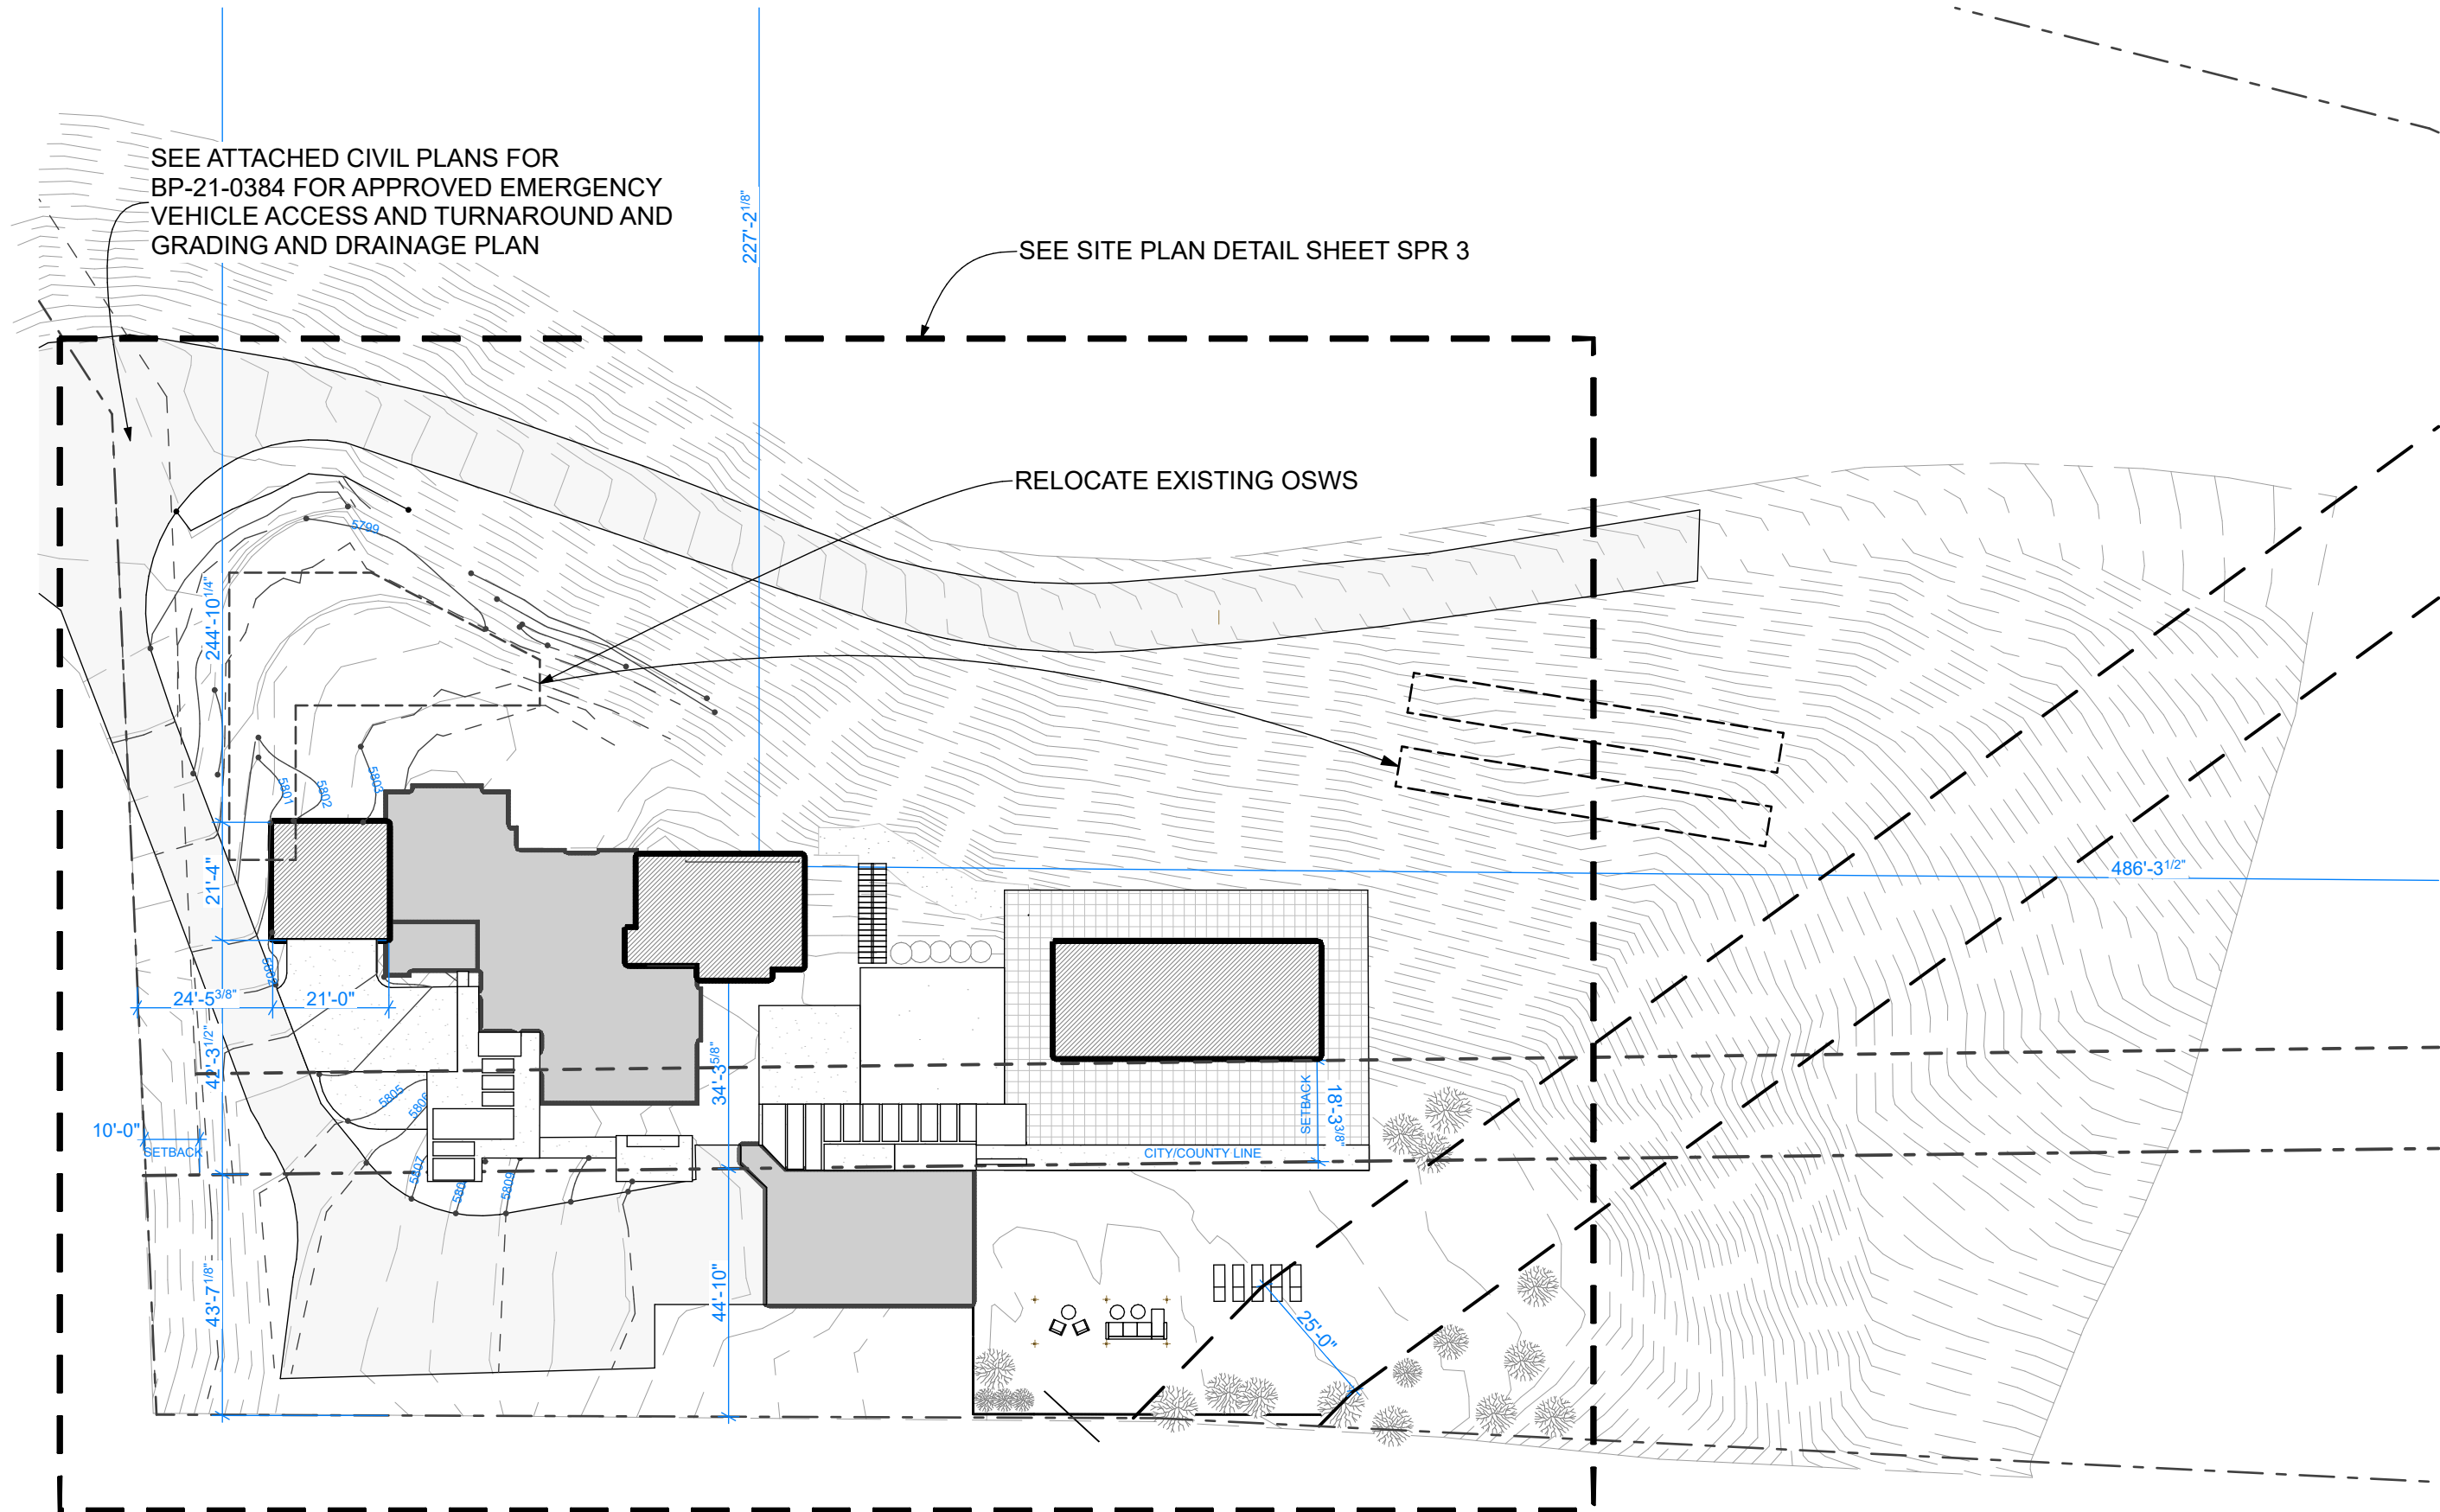 SEE ATTACHED CIVIL PLANS FOR
BP-21-0384 FOR APPROVED EMERGENCY
VEHICLE ACCESS AND TURNAROUND AND
GRADING AND DRAINAGE PLAN
227'-2 1/8"
SEE SITE PLAN DETAIL SHEET SPR 3
RELOCATE EXISTING OSWS
5799
244'-10 1/4"
5801
5802
5803
21'-4"
486'-3 1/2"
24'-5 3/8"
21'-0"
42'-3 1/2"
34'-3 5/8"
5805
5806
SETBACK
18'-3 3/8"
10'-0"
SETBACK
CITY/COUNTY LINE
5807
5809
43'-7 1/8"
44'-10"
25'-0"